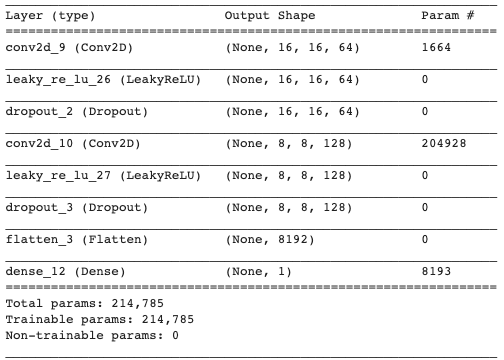 Layer (type) Output Shape Param #
conv2d_9 (Conv2D) (None, 16, 16, 64) 1664
leaky_re_lu_26 (LeakyReLU) (None, 16, 16, 64) 0
dropout_2 (Dropout) (None, 16, 16, 64) 0
conv2d_10 (Conv2D) (None, 8, 8, 128) 204928
leaky_re_lu_27 (LeakyReLU) (None, 8, 8, 128) 0
dropout_3 (Dropout) (None, 8, 8, 128) 0
flatten_3 (Flatten) (None, 8192) 0
dense_12 (Dense) (None, 1) 8193
Total params: 214,785
Trainable params: 214,785
Non-trainable params: 0